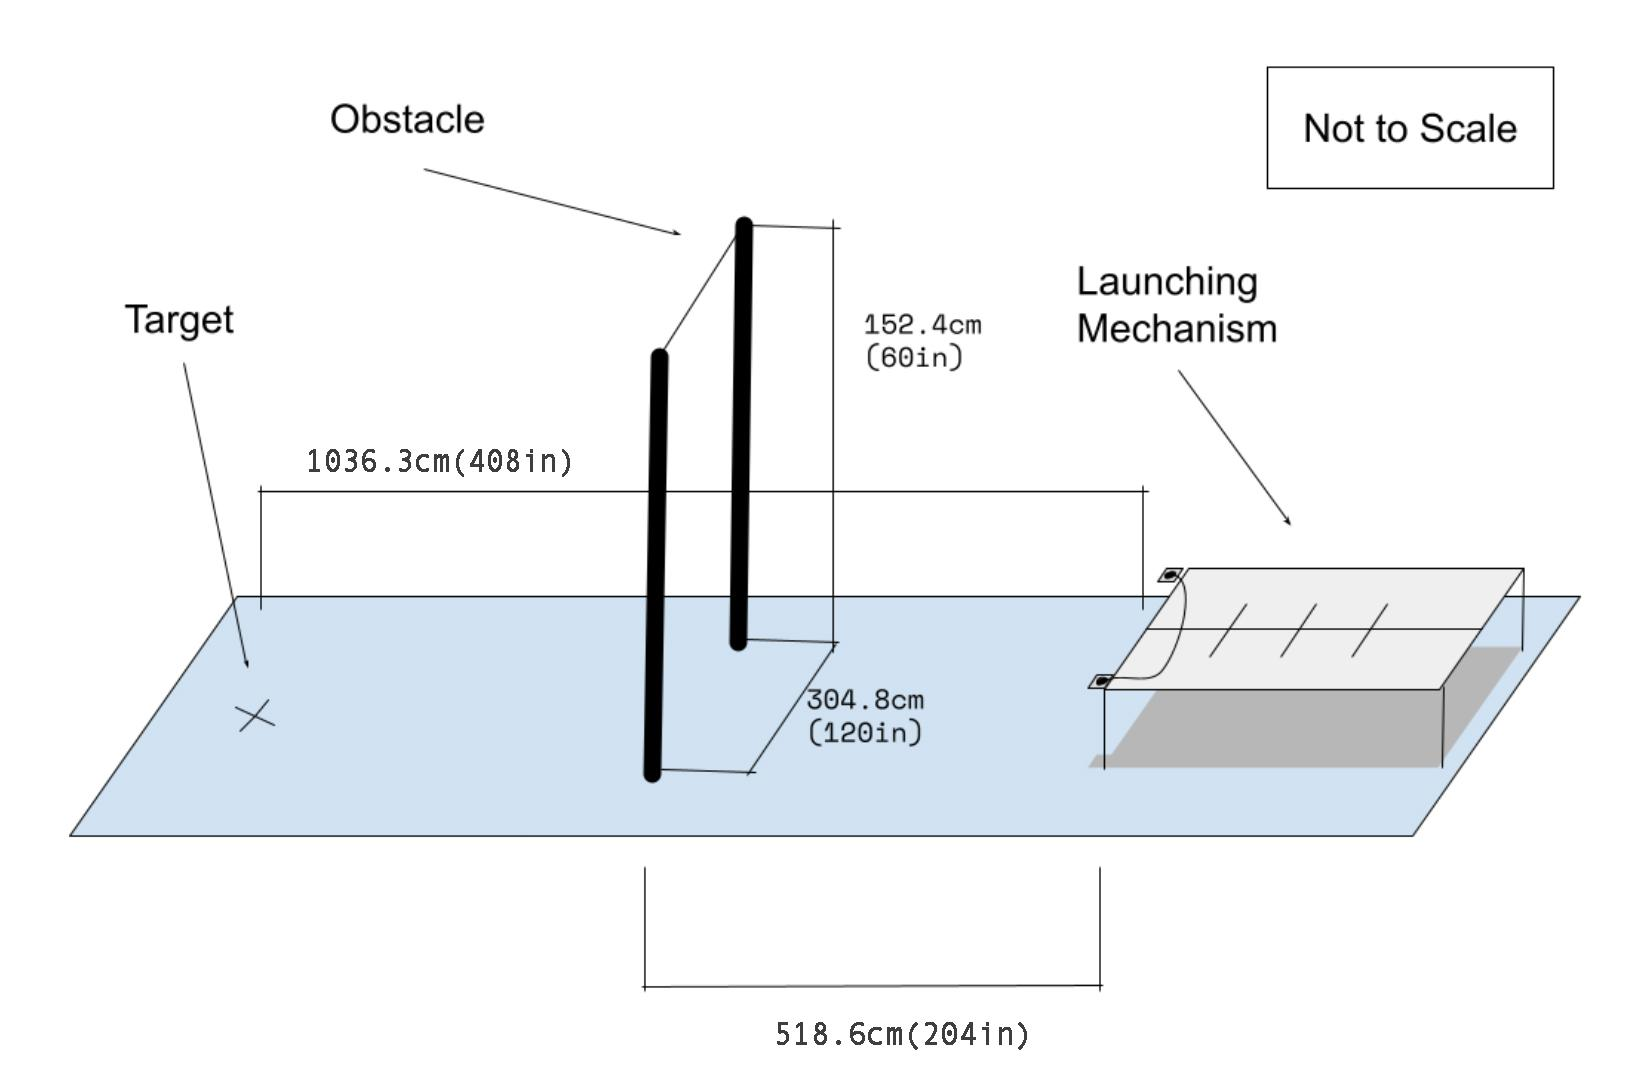 Obstacle
Not to Scale
Launching
Mechanism
Target
152.4cm
(60in)
1036.3cm(408in)
304.8cm
(120in)
518.6cm(204in)